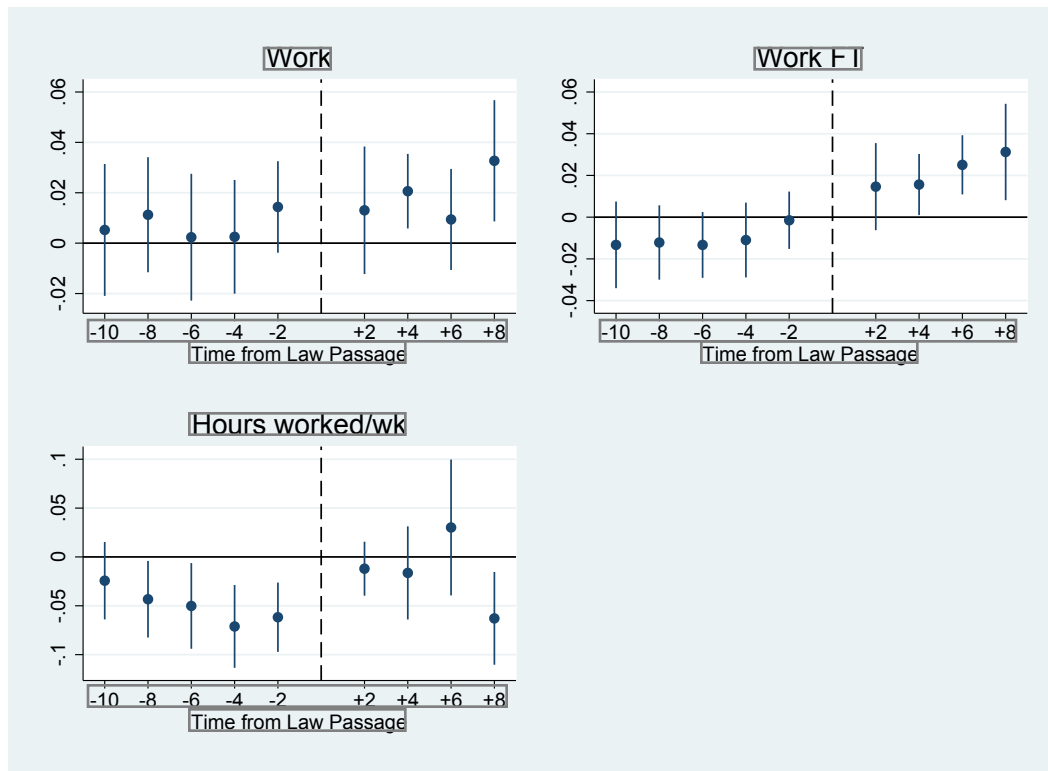 Work
.06
.04
.02
0
-.02
-10 -8 -6 -4 -2 +2 +4 +6 +8
Time from Law Passage
Work FT
.06
.04
.02
0
-.02
-.04
-10 -8 -6 -4 -2 +2 +4 +6 +8
Time from Law Passage
Hours worked/wk
.1
.05
0
-.05
-.1
-10 -8 -6 -4 -2 +2 +4 +6 +8
Time from Law Passage